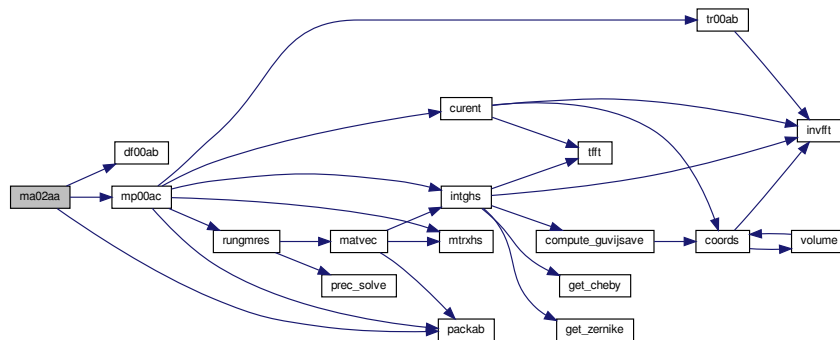 tr00ab
curent
invfft
df00ab
tfft
ma02aa
mp00ac
intghs
rungmres
matvec
mtrxhs
compute_guvijsave
coords
volume
prec_solve
get_cheby
packab
get_zernike